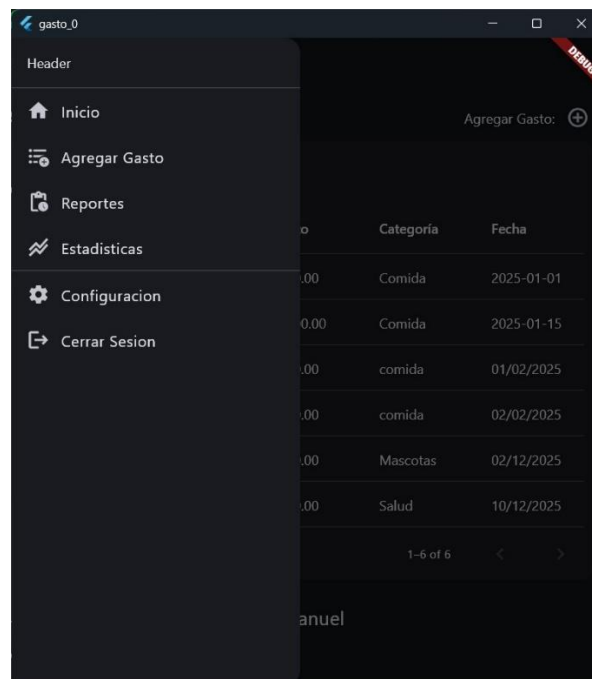 gasto_0
DEBUG
Header
Inicio
Agregar Gasto: 
Agregar Gasto
Reportes
Categoría Fecha
Estadisticas
.00 Comida 2025-01-01
Configuracion
0.00 Comida 2025-01-15
Cerrar Sesion
.00 comida 01/02/2025
.00 comida 02/02/2025
.00 Mascotas 02/12/2025
.00 Salud 10/12/2025
1–6 of 6
anuel